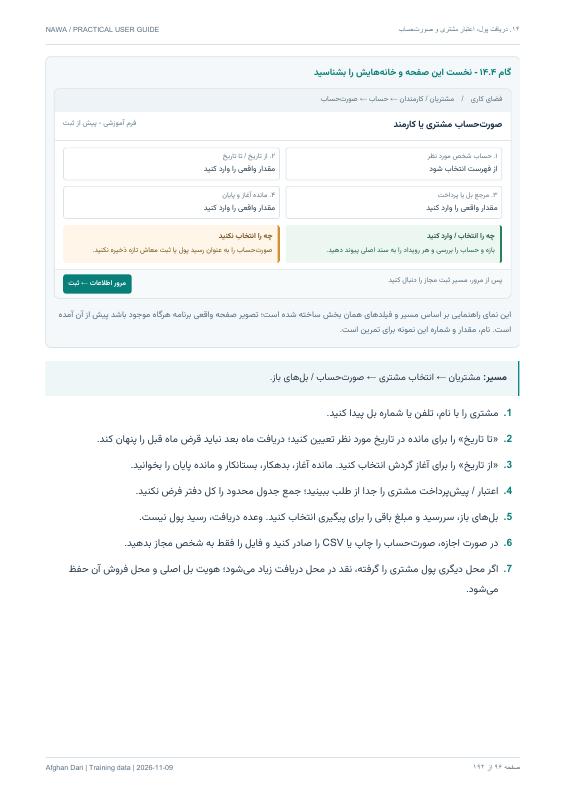 NAWA / PRACTICAL USER GUIDE
۱۴. دریافت پول، اعتبار مشتری و صورت‌حساب
گام ۱۴.۴ - نخست این صفحه و خانه‌هایش را بشناسید
فضای کاری / مشتریان / کارمندان ← حساب ← صورت‌حساب
صورت‌حساب مشتری یا کارمند
فرم آموزشی - پیش از ثبت
۱. حساب شخص مورد نظر
از فهرست انتخاب شود
۲. از تاریخ / تا تاریخ
مقدار واقعی را وارد کنید
۳. مرجع بل یا پرداخت
مقدار واقعی را وارد کنید
۴. مانده آغاز و پایان
مقدار واقعی را وارد کنید
چه را انتخاب / وارد کنید
بازه و حساب را بررسی و هر رویداد را به سند اصلی پیوند دهید.
چه را انتخاب نکنید
صورت‌حساب را به عنوان رسید پول یا ثبت معاش تازه ذخیره نکنید.
پس از مرور، مسیر ثبت مجاز را دنبال کنید
مرور اطلاعات ← ثبت
این نمای راهنمایی بر اساس مسیر و فیلدهای همان بخش ساخته شده است؛ تصویر صفحه واقعی برنامه هرگاه موجود باشد پیش از آن آمده
است. نام، مقدار و شماره این نمونه برای تمرین است.
مسیر: مشتریان ← انتخاب مشتری ← صورت‌حساب / بل‌های باز.
1. مشتری را با نام، تلفن یا شماره بل پیدا کنید.
2. «تا تاریخ» را برای مانده در تاریخ مورد نظر تعیین کنید؛ دریافت ماه بعد نباید قرض ماه قبل را پنهان کند.
3. «از تاریخ» را برای آغاز گردش انتخاب کنید. مانده آغاز، بدهکار، بستانکار و مانده پایان را بخوانید.
4. اعتبار / پیش‌پرداخت مشتری را جدا از طلب ببینید؛ جمع جدول محدود را کل دفتر فرض نکنید.
5. بل‌های باز، سررسید و مبلغ باقی را برای پیگیری انتخاب کنید. وعده دریافت، رسید پول نیست.
6. در صورت اجازه، صورت‌حساب را چاپ یا CSV را صادر کنید و فایل را فقط به شخص مجاز بدهید.
7. اگر محل دیگری پول مشتری را گرفته، نقد در محل دریافت زیاد می‌شود؛ هویت بل اصلی و محل فروش آن حفظ
می‌شود.
Afghan Dari | Training data | 2026-11-09
صفحه ۹۶ از ۱۹۲